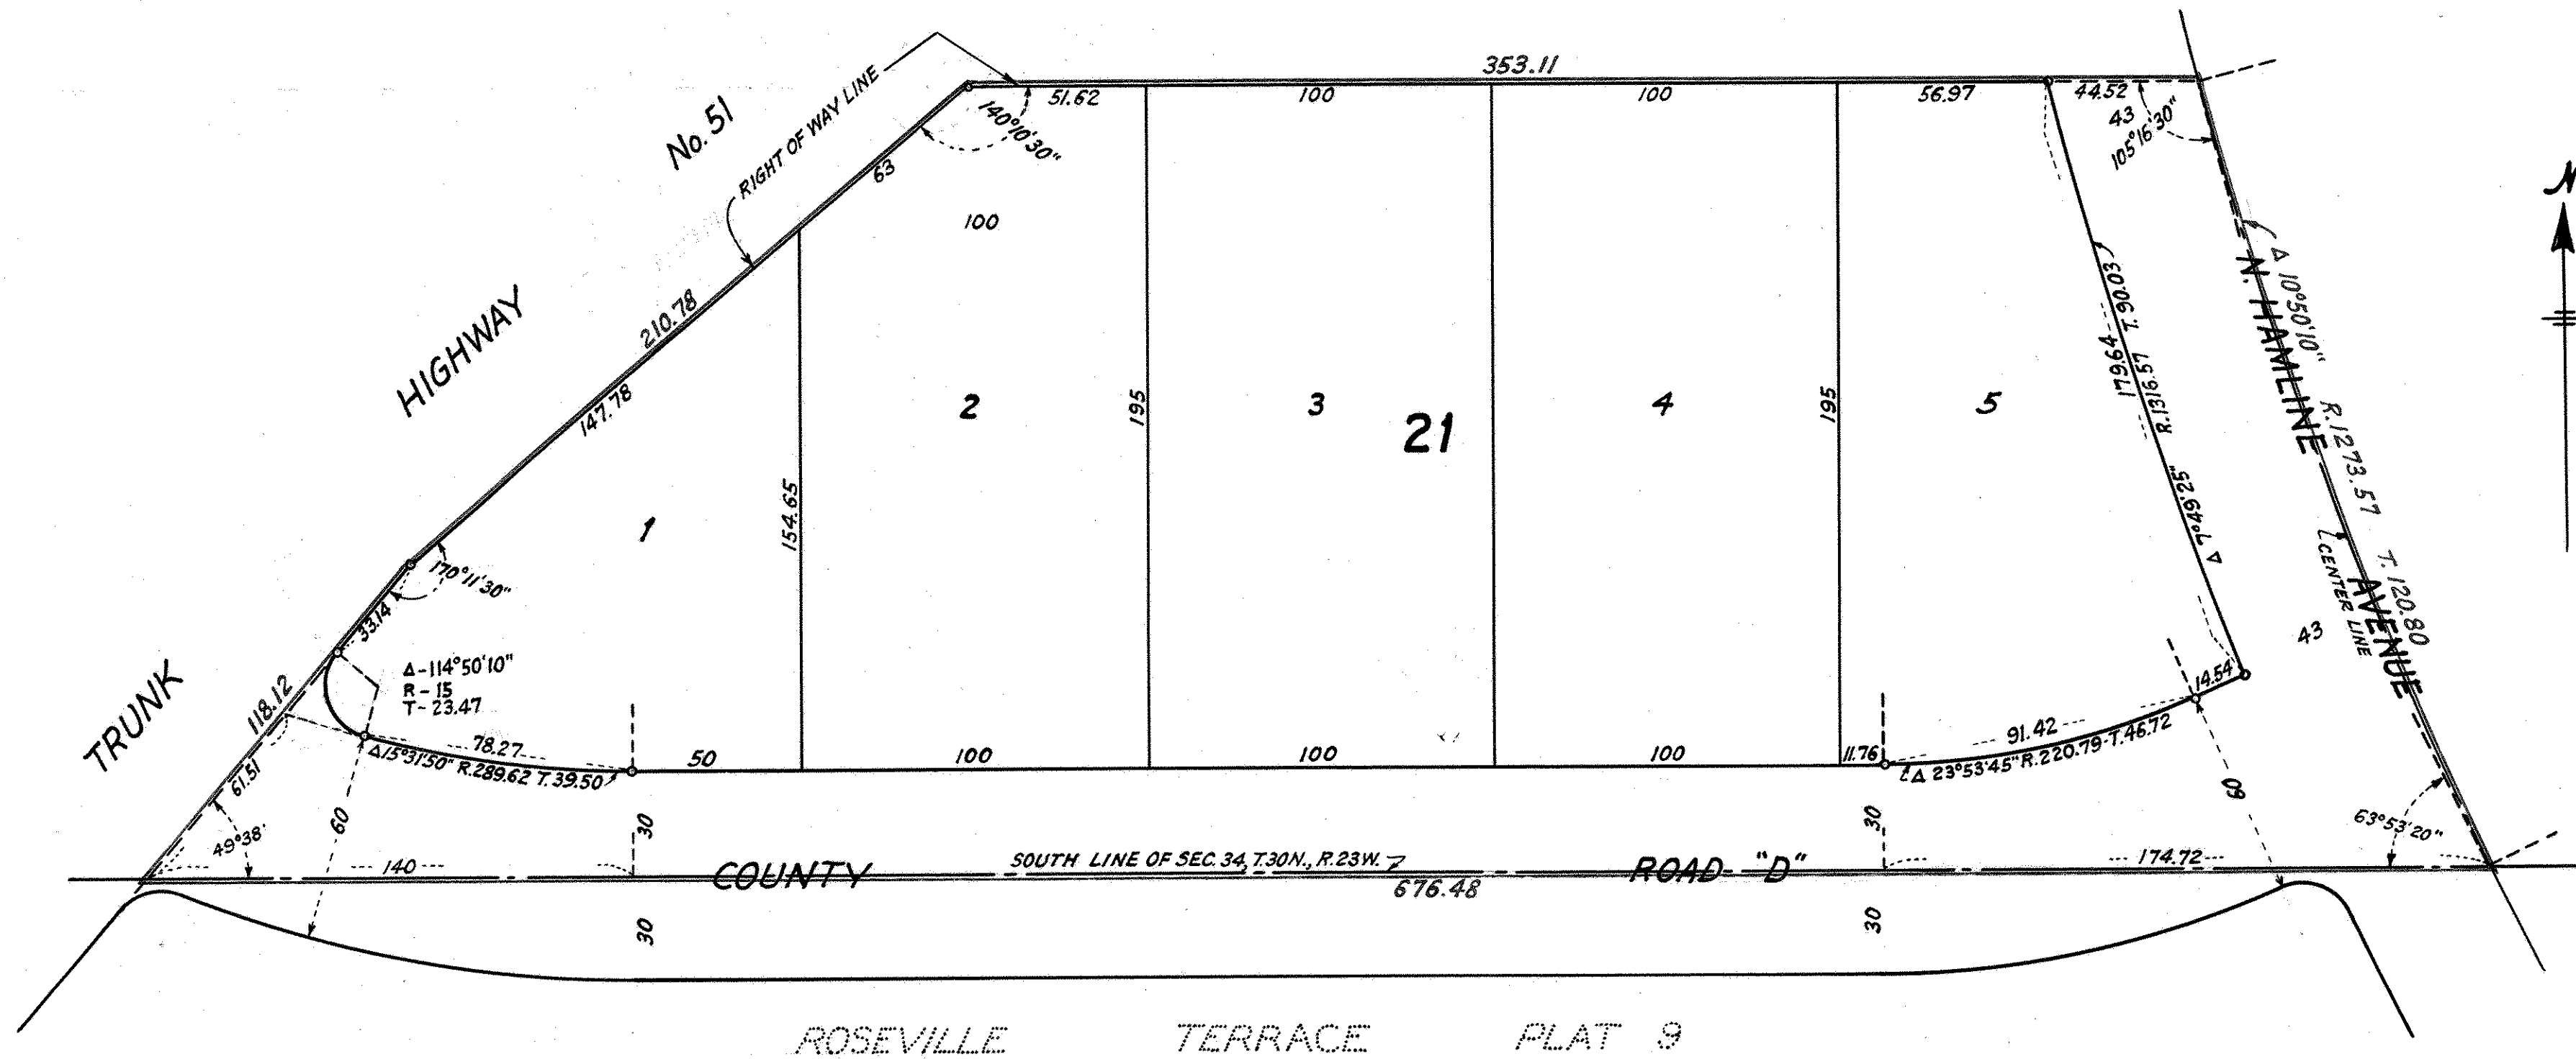 353.11
51.62
100
100
56.97
44.52
43
105°16'30"
No. 51
RIGHT OF WAY LINE
140°10'30"
63
100
N
HIGHWAY
210.78
147.78
154.65
195
195
1
2
3
21
4
5
179.64 T. 90.03
R.1316.57
Δ 7°49'25"
Δ 10°50'10" R.1273.57 T. 120.80
N. HAMLINE AVENUE
CENTER LINE
43
170°11'30"
33.14
Δ-114°50'10"
R-15
T-23.47
TRUNK
118.12
61.51
49°38'
78.27
Δ15°31'50" R.289.62 T.39.50
50
100
100
100
11.76
91.42
Δ 23°53'45" R.220.79-T.46.72
14.54
60
30
30
60
63°53'20"
140
COUNTY
SOUTH LINE OF SEC. 34, T.30N., R.23W.
ROAD "D"
174.72
676.48
30
30
ROSEVILLE TERRACE PLAT 9